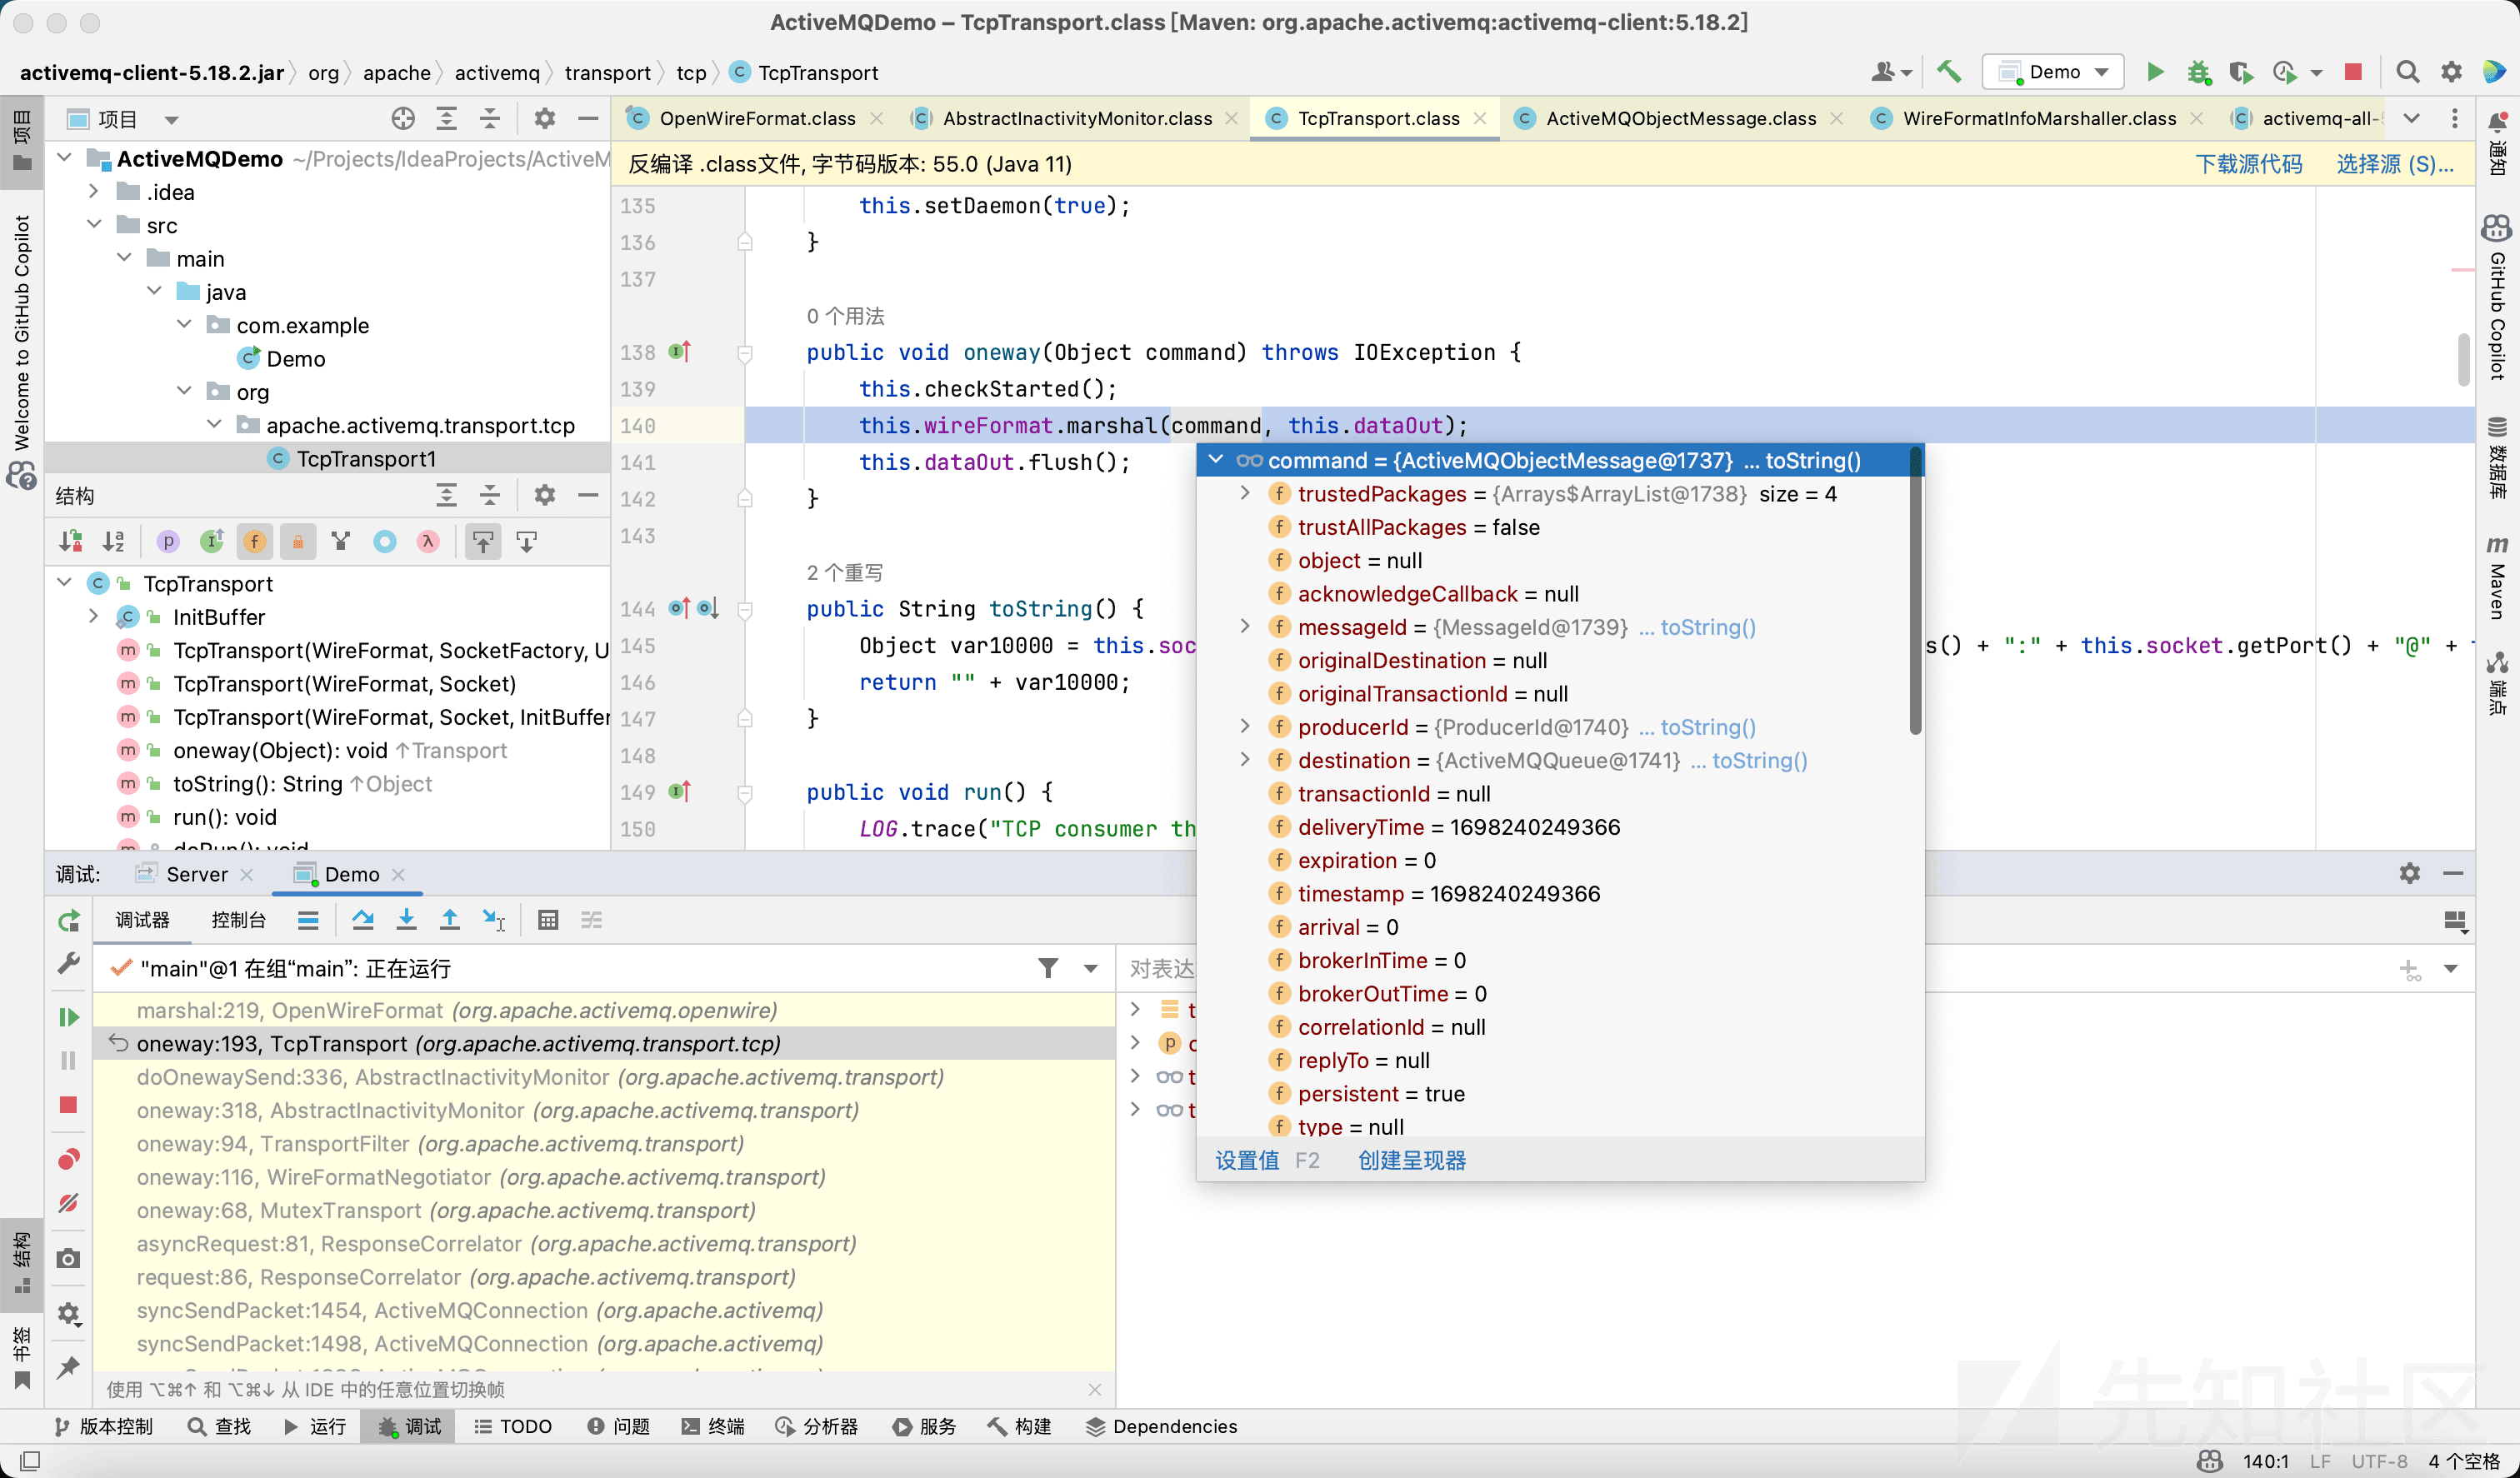 ActiveMQDemo – TcpTransport.class [Maven: org.apache.activemq:activemq-client:5.18.2]
activemq-client-5.18.2.jar org apache activemq transport tcp TcpTransport
Demo
项目
OpenWireFormat.class
AbstractInactivityMonitor.class
TcpTransport.class
ActiveMQObjectMessage.class
WireFormatInfoMarshaller.class
activemq-all-
反编译 .class文件, 字节码版本: 55.0 (Java 11)
下载源代码 选择源 (S)...
项目
Welcome to GitHub Copilot
结构
书签
通知
GitHub Copilot
数据库
Maven
端点
ActiveMQDemo ~/Projects/IdeaProjects/ActiveM
.idea
src
main
java
com.example
Demo
org
apache.activemq.transport.tcp
TcpTransport1
结构
TcpTransport
InitBuffer
TcpTransport(WireFormat, SocketFactory, U
TcpTransport(WireFormat, Socket)
TcpTransport(WireFormat, Socket, InitBuffer
oneway(Object): void ↑Transport
toString(): String ↑Object
run(): void
doRun(): void
135 this.setDaemon(true);
136 }
137
0 个用法
138 public void oneway(Object command) throws IOException {
139 this.checkStarted();
140 this.wireFormat.marshal(command, this.dataOut);
141 this.dataOut.flush();
142 }
143
2 个重写
144 public String toString() {
145 Object var10000 = this.soc s() + ":" + this.socket.getPort() + "@" +
146 return "" + var10000;
147 }
148
149 public void run() {
150 LOG.trace("TCP consumer th
command = {ActiveMQObjectMessage@1737} ... toString()
trustedPackages = {Arrays$ArrayList@1738} size = 4
trustAllPackages = false
object = null
acknowledgeCallback = null
messageId = {MessageId@1739} ... toString()
originalDestination = null
originalTransactionId = null
producerId = {ProducerId@1740} ... toString()
destination = {ActiveMQQueue@1741} ... toString()
transactionId = null
deliveryTime = 1698240249366
expiration = 0
timestamp = 1698240249366
arrival = 0
brokerInTime = 0
brokerOutTime = 0
correlationId = null
replyTo = null
persistent = true
type = null
设置值 F2 创建呈现器
调试: Server Demo
调试器 控制台
"main"@1 在组“main”: 正在运行
对表达
marshal:219, OpenWireFormat (org.apache.activemq.openwire)
oneway:193, TcpTransport (org.apache.activemq.transport.tcp)
doOnewaySend:336, AbstractInactivityMonitor (org.apache.activemq.transport)
oneway:318, AbstractInactivityMonitor (org.apache.activemq.transport)
oneway:94, TransportFilter (org.apache.activemq.transport)
oneway:116, WireFormatNegotiator (org.apache.activemq.transport)
oneway:68, MutexTransport (org.apache.activemq.transport)
asyncRequest:81, ResponseCorrelator (org.apache.activemq.transport)
request:86, ResponseCorrelator (org.apache.activemq.transport)
syncSendPacket:1454, ActiveMQConnection (org.apache.activemq)
syncSendPacket:1498, ActiveMQConnection (org.apache.activemq)
使用 ⌥⌘↑ 和 ⌥⌘↓ 从 IDE 中的任意位置切换帧
先知社区
版本控制 查找 运行 调试 TODO 问题 终端 分析器 服务 构建 Dependencies
140:1 LF UTF-8 4 个空格